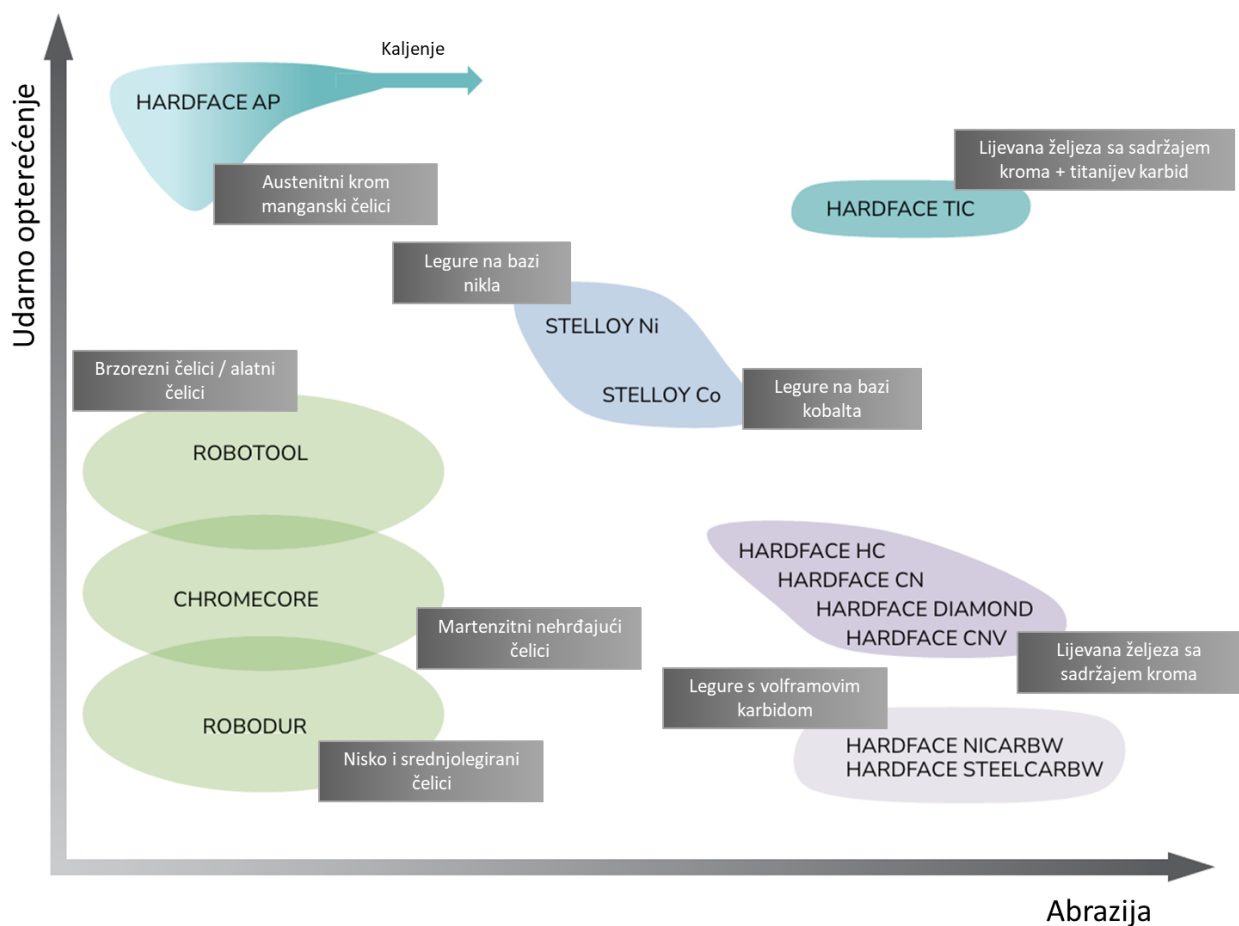 Kaljenje
Udarno opterećenje
HARDFACE AP
Austenitni krom
manganski čelici
Lijevana željeza sa sadržajem
kroma + titanijev karbid
HARDFACE TIC
Legure na bazi
nikla
STELLOY Ni
STELLOY Co
Legure na bazi
kobalta
Brzorezni čelici / alatni
čelici
ROBOTOOL
CHROMECORE
Martenzitni nehrđajući
čelici
ROBODUR
Nisko i srednjolegirani
čelici
HARDFACE HC
HARDFACE CN
HARDFACE DIAMOND
HARDFACE CNV
Lijevana željeza sa
sadržajem kroma
Legure s volframovim
karbidom
HARDFACE NICARBW
HARDFACE STEELCARBW
Abrazija